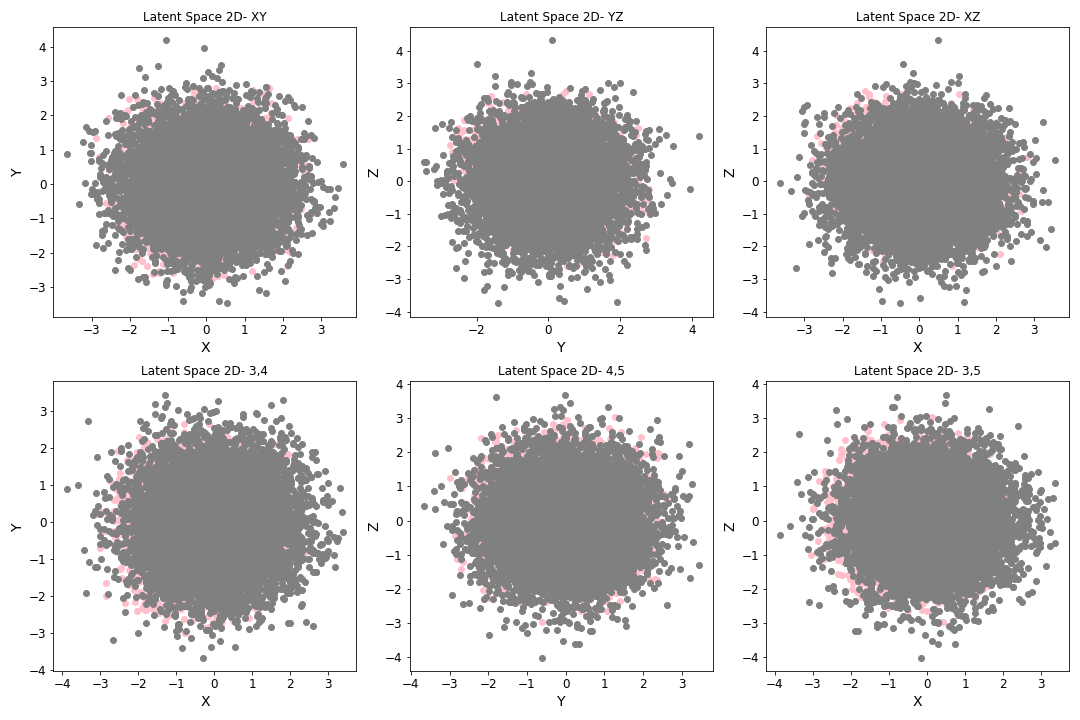 Latent Space 2D- XY
Latent Space 2D- YZ
Latent Space 2D- XZ
4
3
2
1
0
−1
−2
−3
Y
−3 −2 −1 0 1 2 3
X
4
3
2
1
0
−1
−2
−3
−4
Z
−2 0 2 4
Y
4
3
2
1
0
−1
−2
−3
−4
Z
−3 −2 −1 0 1 2 3
X
Latent Space 2D- 3,4
Latent Space 2D- 4,5
Latent Space 2D- 3,5
3
2
1
0
−1
−2
−3
−4
Y
−4 −3 −2 −1 0 1 2 3
X
4
3
2
1
0
−1
−2
−3
−4
Z
−4 −3 −2 −1 0 1 2 3
Y
4
3
2
1
0
−1
−2
−3
−4
Z
−4 −3 −2 −1 0 1 2 3
X